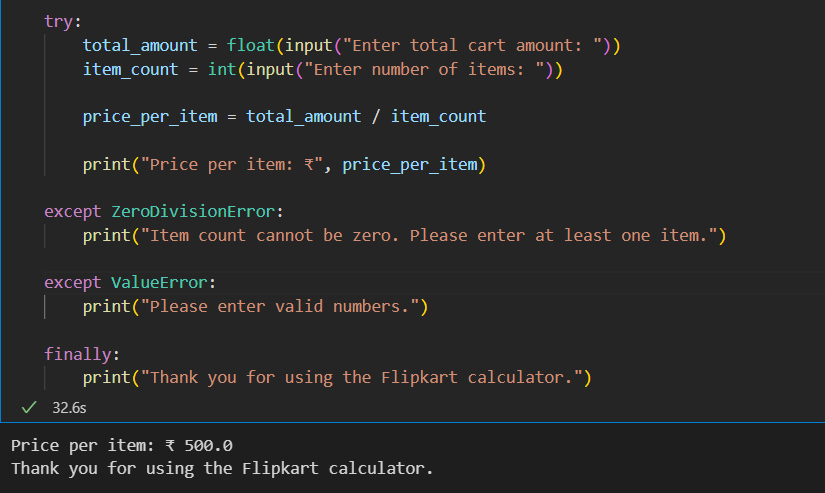 try:
    total_amount = float(input("Enter total cart amount: "))
    item_count = int(input("Enter number of items: "))
    price_per_item = total_amount / item_count
    print("Price per item: ₹", price_per_item)
except ZeroDivisionError:
    print("Item count cannot be zero. Please enter at least one item.")
except ValueError:
    print("Please enter valid numbers.")
finally:
    print("Thank you for using the Flipkart calculator.")
32.6s
Price per item: ₹ 500.0
Thank you for using the Flipkart calculator.